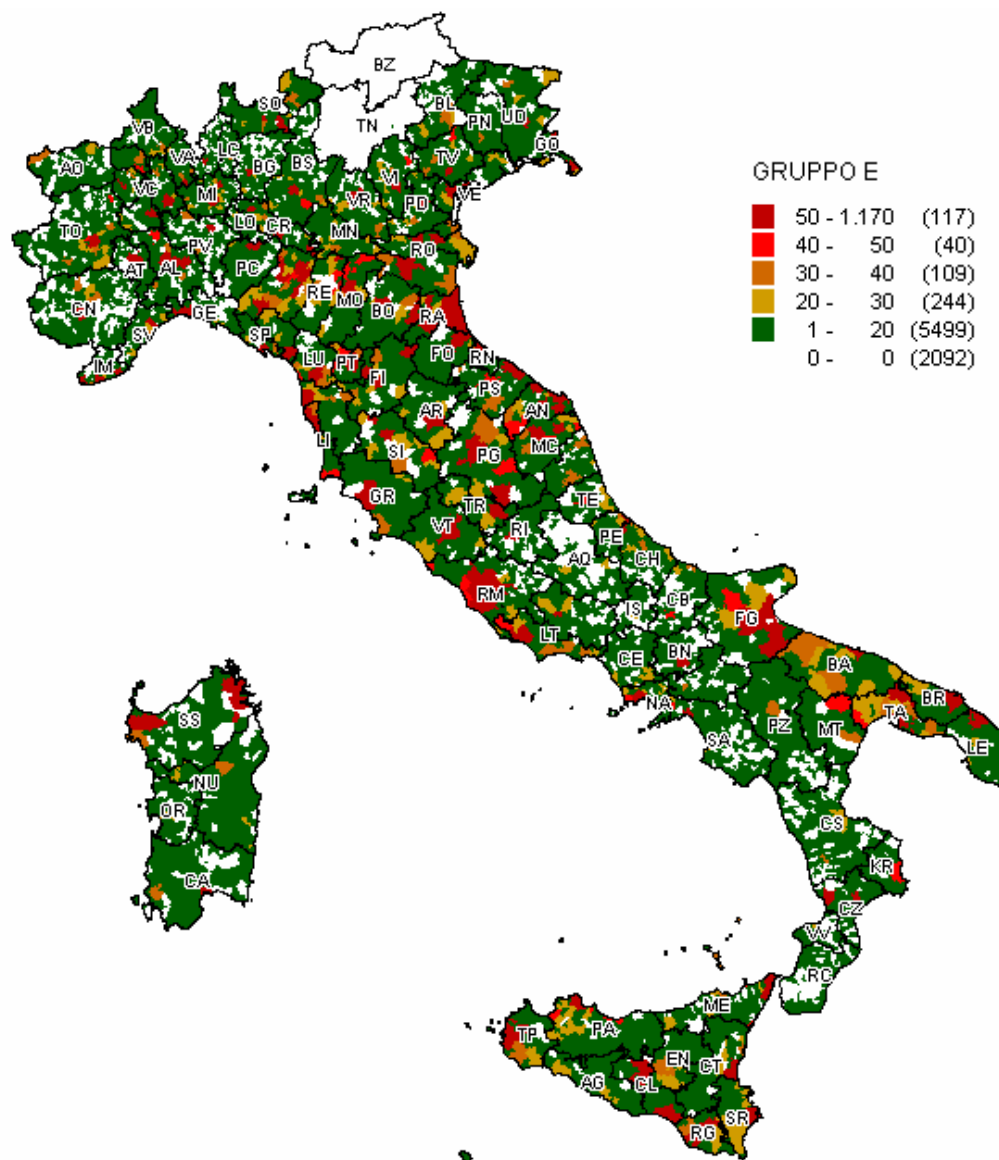 BZ
BL
UD
PN
TN
SO
VB
LC
BG
BS
GO
AO
VA
TV
VI
VC
MI
VR
VE
PD
LO
CR
MN
TO
PV
RO
AT
AL
PC
RE
MO
CN
GE
BO
RA
SV
SP
FO
RN
IM
LU
PT
FI
PS
AR
AN
LI
SI
PG
MC
GR
TR
TE
VT
RI
PE
AQ
CH
RM
CB
IS
FG
LT
CE
BN
BA
NA
BR
SS
PZ
MT
TA
SA
LE
NU
OR
CS
KR
CA
CZ
VV
RC
ME
TP
PA
EN
CT
AG
CL
SR
RG
GRUPPO E
50 - 1.170 (117)
40 - 50 (40)
30 - 40 (109)
20 - 30 (244)
1 - 20 (5499)
0 - 0 (2092)